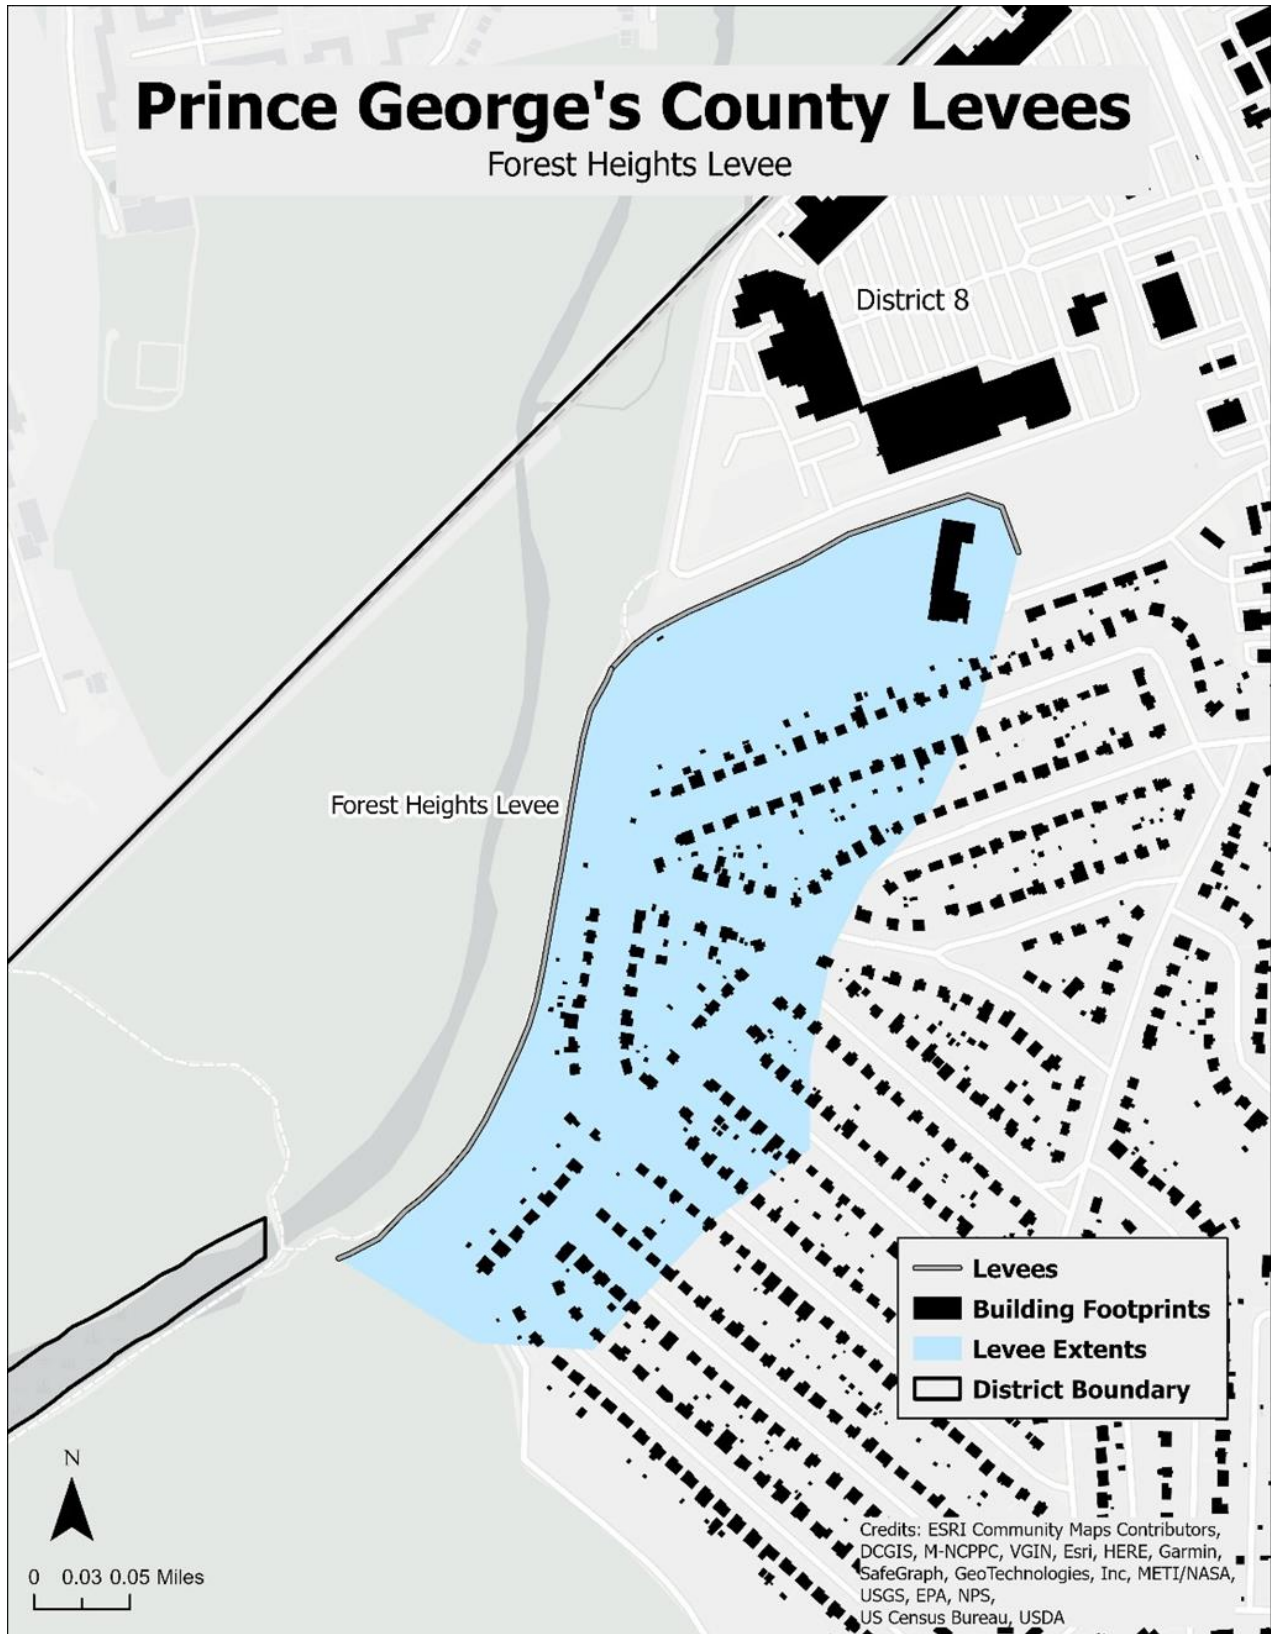 Prince George's County Levees
Forest Heights Levee
District 8
Forest Heights Levee
Levees
Building Footprints
Levee Extents
District Boundary
N
0 0.03 0.05 Miles
Credits: ESRI Community Maps Contributors,
DCGIS, M-NCPPC, VGIN, Esri, HERE, Garmin,
SafeGraph, GeoTechnologies, Inc, METI/NASA,
USGS, EPA, NPS,
US Census Bureau, USDA